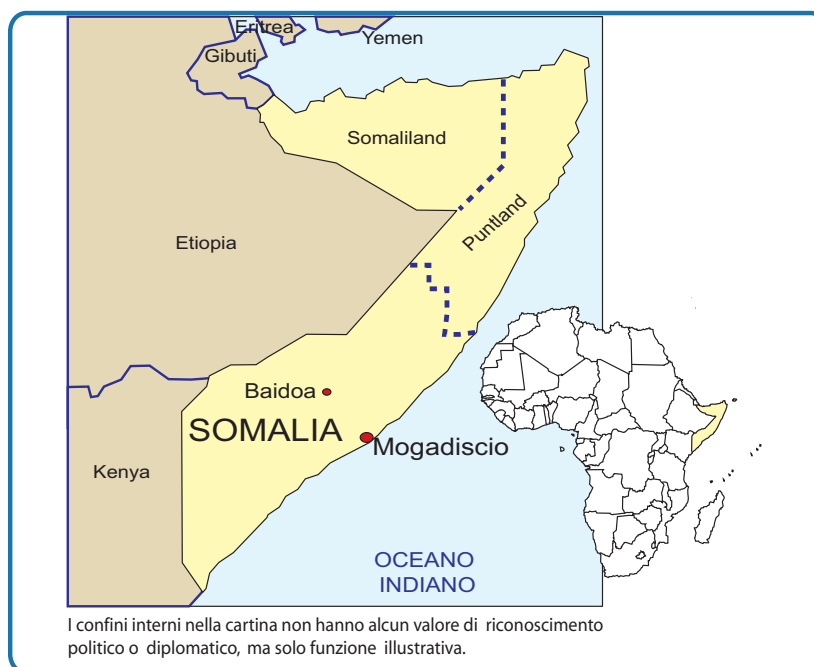 Eritrea
Yemen
Gibuti
Somaliland
Puntland
Etiopia
Baidoa
SOMALIA
Mogadiscio
Kenya
OCEANO
INDIANO
I confini interni nella cartina non hanno alcun valore di riconoscimento
politico o diplomatico, ma solo funzione illustrativa.